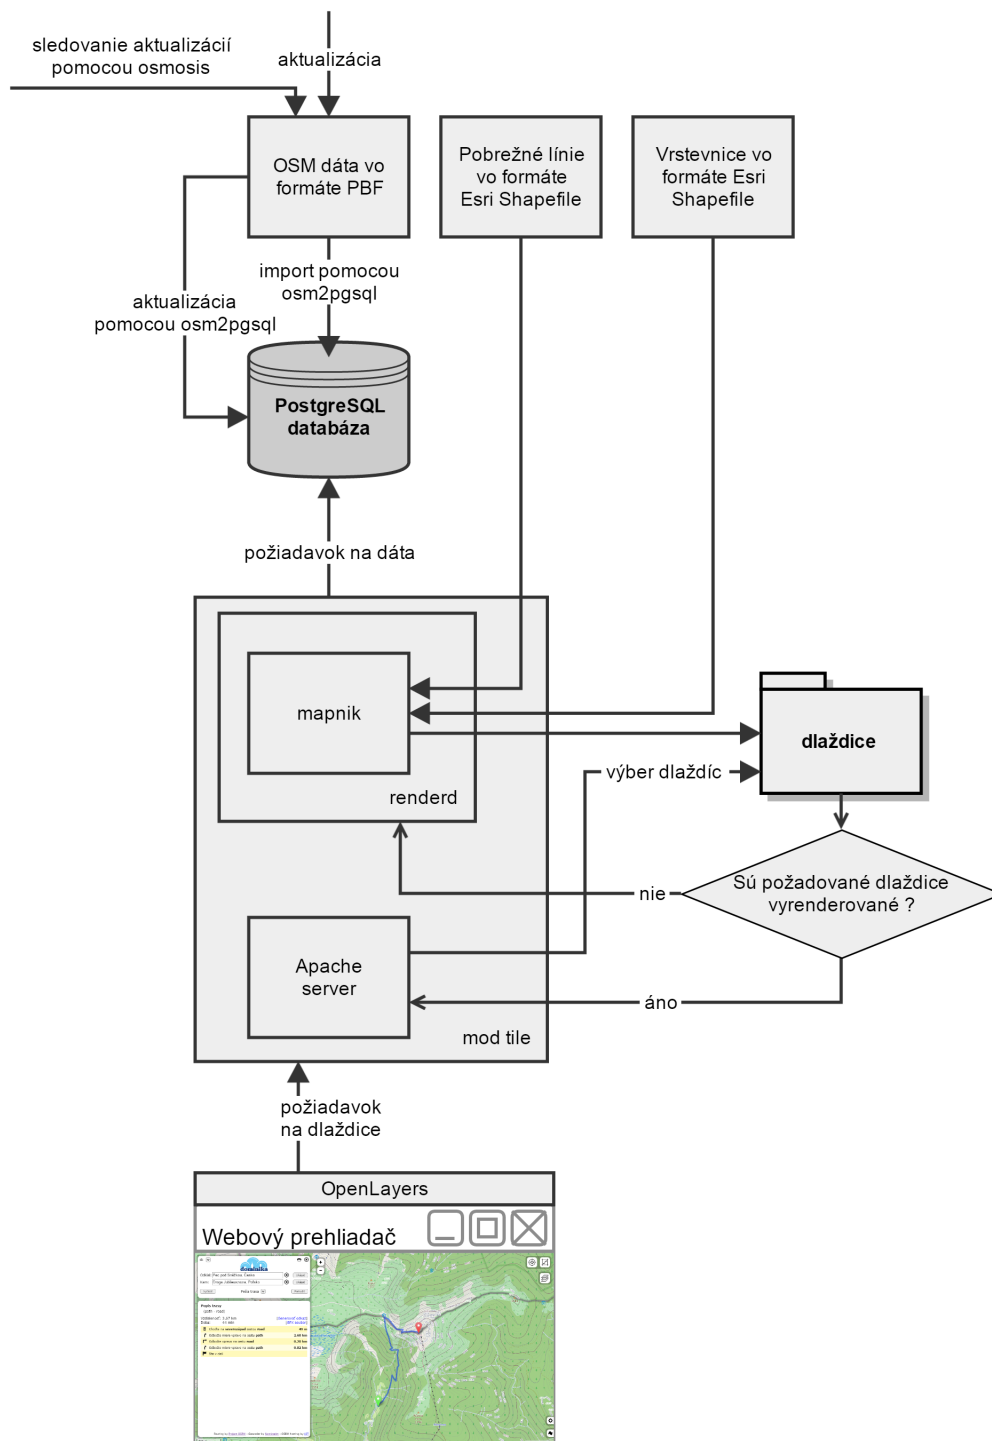 sledovanie aktualizácií
pomocou osmosis
aktualizácia
OSM dáta vo
formáte PBF
Pobrežné línie
vo formáte
Esri Shapefile
Vrstevnice vo
formáte Esri
Shapefile
import pomocou
osm2pgsql
aktualizácia
pomocou osm2pgsql
PostgreSQL
databáza
požiadavok na dáta
mapnik
renderd
dlaždice
výber dlaždíc
Sú požadované dlaždice
vyrenderované ?
nie
Apache
server
áno
mod tile
požiadavok
na dlaždice
OpenLayers
Webový prehliadač
dominika